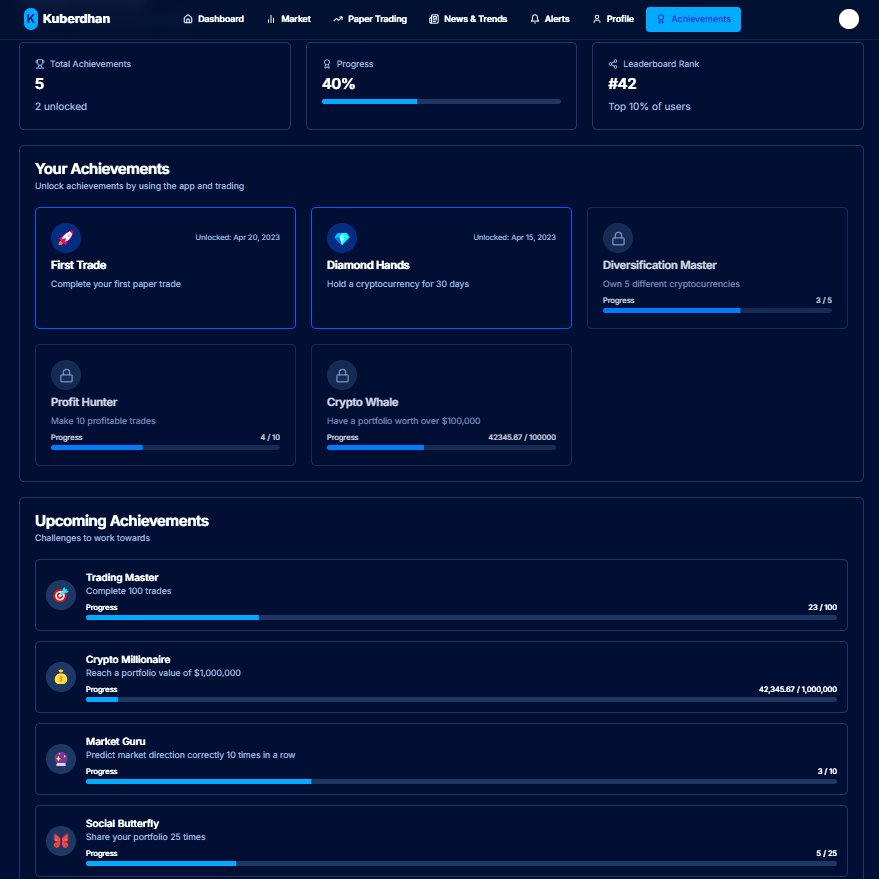 K Kuberdhan
Dashboard
Market
Paper Trading
News & Trends
Alerts
Profile
Achievements
Total Achievements
5
2 unlocked
Progress
40%
Leaderboard Rank
#42
Top 10% of users
Your Achievements
Unlock achievements by using the app and trading
Unlocked: Apr 20, 2023
First Trade
Complete your first paper trade
Unlocked: Apr 15, 2023
Diamond Hands
Hold a cryptocurrency for 30 days
Diversification Master
Own 5 different cryptocurrencies
Progress 3 / 5
Profit Hunter
Make 10 profitable trades
Progress 4 / 10
Crypto Whale
Have a portfolio worth over $100,000
Progress 42345.67 / 100000
Upcoming Achievements
Challenges to work towards
Trading Master
Complete 100 trades
Progress 23 / 100
Crypto Millionaire
Reach a portfolio value of $1,000,000
Progress 42,345.67 / 1,000,000
Market Guru
Predict market direction correctly 10 times in a row
Progress 3 / 10
Social Butterfly
Share your portfolio 25 times
Progress 5 / 25